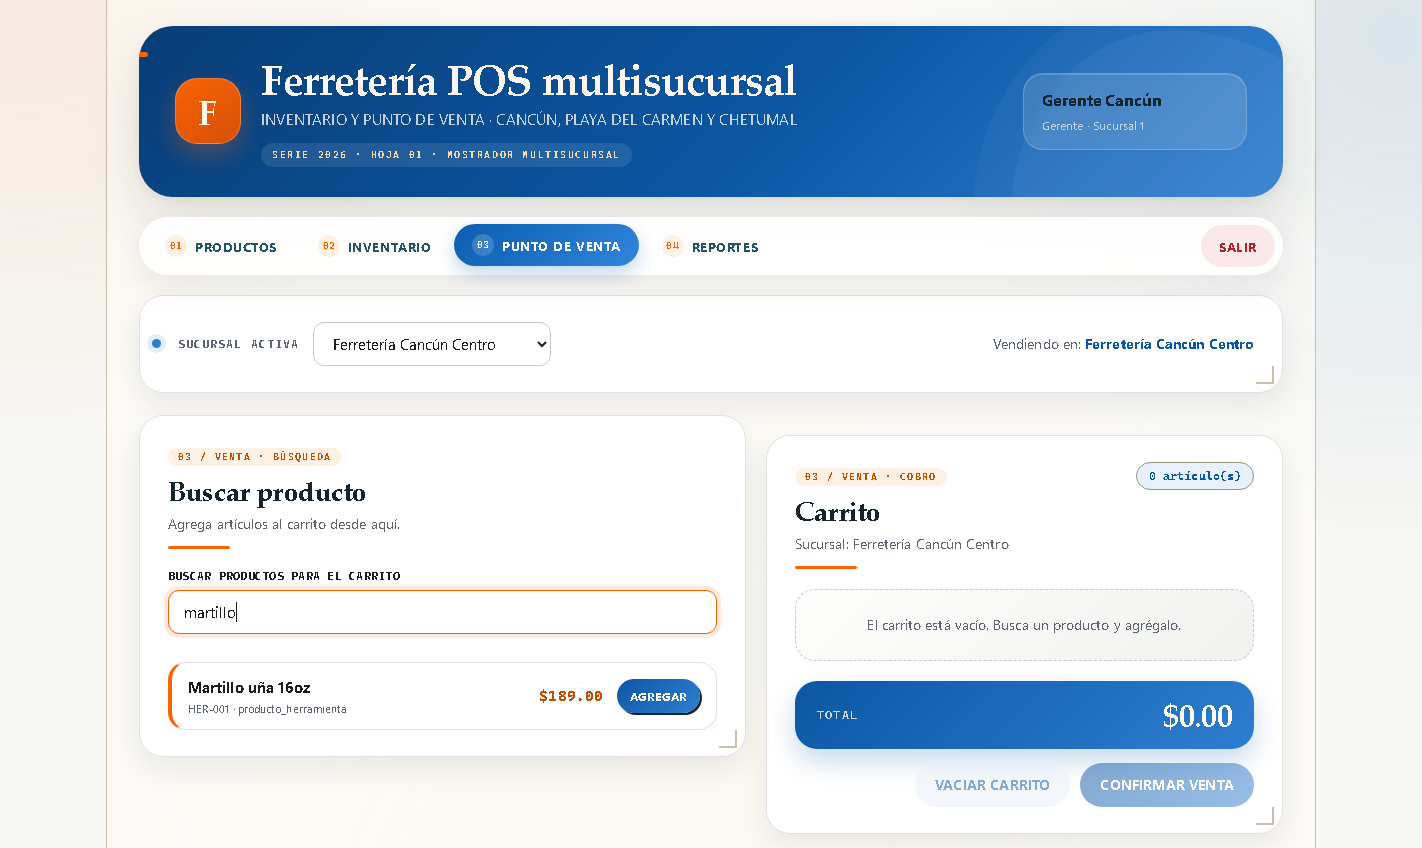 F
Ferretería POS multisucursal
INVENTARIO Y PUNTO DE VENTA · CANCÚN, PLAYA DEL CARMEN Y CHETUMAL
SERIE 2026 · HOJA 01 · MOSTRADOR MULTISUCURSAL
Gerente Cancún
Gerente · Sucursal 1
01 PRODUCTOS
02 INVENTARIO
03 PUNTO DE VENTA
04 REPORTES
SALIR
SUCURSAL ACTIVA
Ferretería Cancún Centro
Vendiendo en: Ferretería Cancún Centro
03 / VENTA · BÚSQUEDA
Buscar producto
Agrega artículos al carrito desde aquí.
BUSCAR PRODUCTOS PARA EL CARRITO
martillo
Martillo uña 16oz
HER-001 · producto_herramienta
$189.00
AGREGAR
03 / VENTA · COBRO
0 artículo(s)
Carrito
Sucursal: Ferretería Cancún Centro
El carrito está vacío. Busca un producto y agrégalo.
TOTAL
$0.00
VACIAR CARRITO
CONFIRMAR VENTA